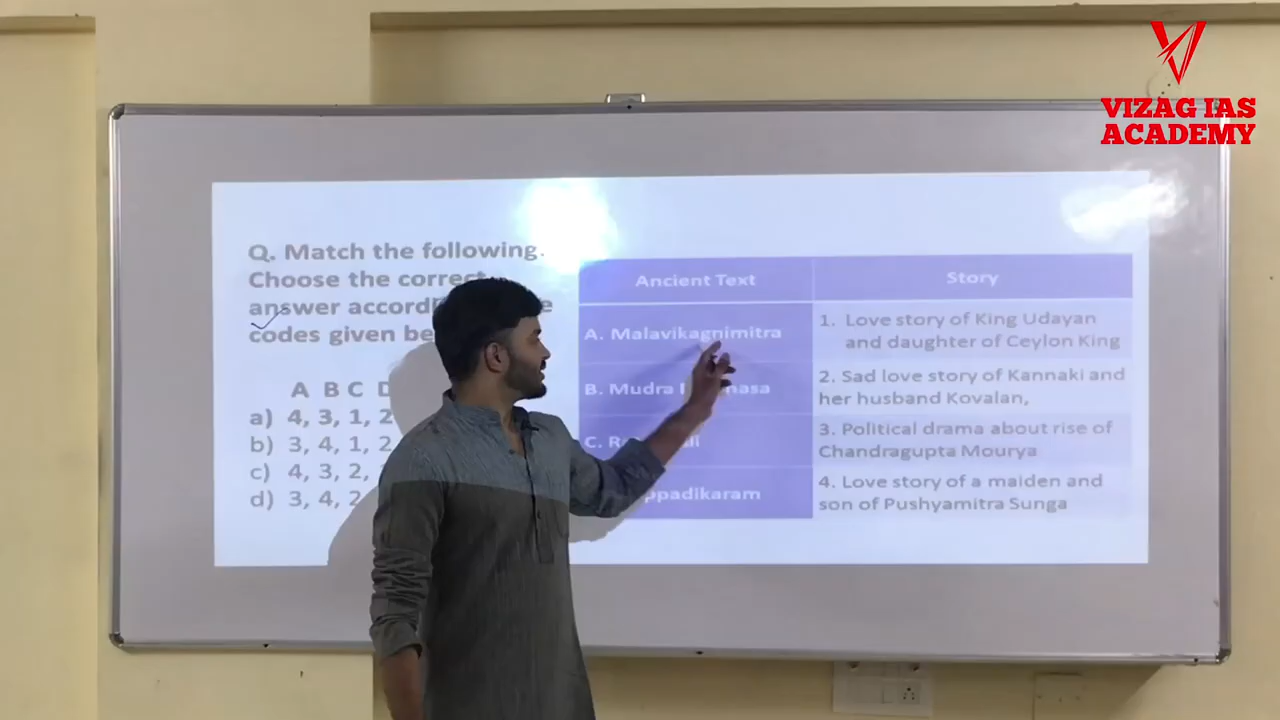 VIZAG IAS
ACADEMY
Q. Match the following.
Choose the correct
answer
codes given
A B C D
a) 4, 3, 1, 2
b) 3, 4, 1, 2
c) 4, 3, 2,
d) 3, 4, 2
Ancient Text
Story
A. Malavikagnimitra
1. Love story of King Udayan
and daughter of Ceylon King
B. Mudra
2. Sad love story of Kannaki and
her husband Kovalan,
C.
3. Political drama about rise of
Chandragupta Mourya
ppadikaram
4. Love story of a maiden and
son of Pushyamitra Sunga